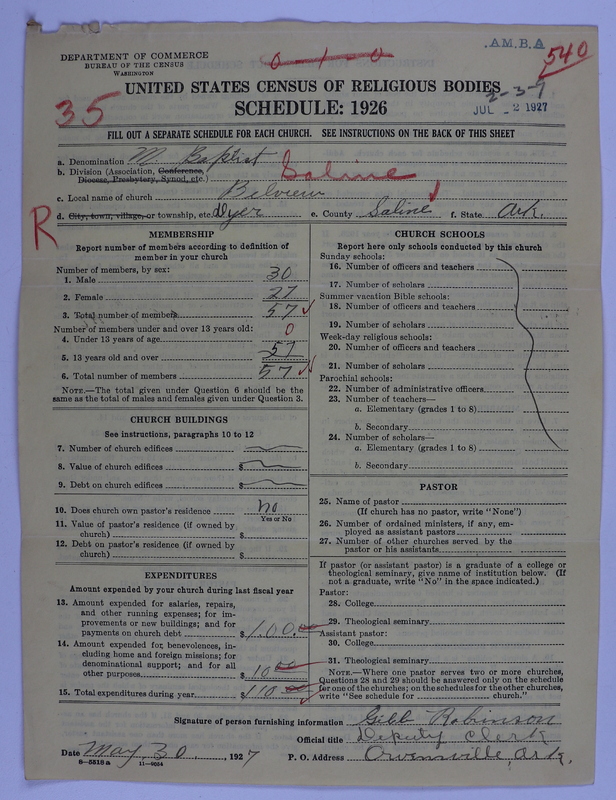 A.M.B.A
DEPARTMENT OF COMMERCE
BUREAU OF THE CENSUS
WASHINGTON
0-1-0
540
2-3-7
JUL - 2 1927
35
UNITED STATES CENSUS OF RELIGIOUS BODIES
SCHEDULE: 1926
FILL OUT A SEPARATE SCHEDULE FOR EACH CHURCH. SEE INSTRUCTIONS ON THE BACK OF THIS SHEET
a. Denomination M. Baptist
b. Division (Association, Conference, Diocese, Presbytery, Synod, etc.) Saline
c. Local name of church Belview
d. City, town, village, or township, etc. Dyer e. County Saline f. State Ark.
R
MEMBERSHIP
Report number of members according to definition of
member in your church
Number of members, by sex:
1. Male 30
2. Female 27
3. Total number of members 57
Number of members under and over 13 years old:
4. Under 13 years of age 0
5. 13 years old and over 57
6. Total number of members 57
NOTE.—The total given under Question 6 should be the
same as the total of males and females given under Question 3.
CHURCH BUILDINGS
See instructions, paragraphs 10 to 12
7. Number of church edifices
8. Value of church edifices $
9. Debt on church edifices $
10. Does church own pastor's residence no
Yes or No
11. Value of pastor's residence (if owned by
church) $
12. Debt on pastor's residence (if owned by
church) $
EXPENDITURES
Amount expended by your church during last fiscal year
13. Amount expended for salaries, repairs,
and other running expenses; for im-
provements or new buildings; and for
payments on church debt $100.00
14. Amount expended for benevolences, in-
cluding home and foreign missions; for
denominational support; and for all
other purposes $10 00
15. Total expenditures during year $110 00
CHURCH SCHOOLS
Report here only schools conducted by this church
Sunday schools:
16. Number of officers and teachers
17. Number of scholars
Summer vacation Bible schools:
18. Number of officers and teachers
19. Number of scholars
Week-day religious schools:
20. Number of officers and teachers
21. Number of scholars
Parochial schools:
22. Number of administrative officers
23. Number of teachers—
a. Elementary (grades 1 to 8)
b. Secondary
24. Number of scholars—
a. Elementary (grades 1 to 8)
b. Secondary
PASTOR
25. Name of pastor
(If church has no pastor, write "None")
26. Number of ordained ministers, if any, em-
ployed as assistant pastors
27. Number of other churches served by the
pastor or his assistants
If pastor (or assistant pastor) is a graduate of a college or
theological seminary, give name of institution below. (If
not a graduate, write "No" in the space indicated.)
Pastor:
28. College
29. Theological seminary
Assistant pastor:
30. College
31. Theological seminary
NOTE.—Where one pastor serves two or more churches,
Questions 28 and 29 should be answered only on the schedule
for one of the churches; on the schedules for the other churches,
write "See schedule for church."
Signature of person furnishing information Gibb Robinson
Official title Deputy Clerk
Date May 30, 1927 P. O. Address Owensville, Ark.
8-5518a 11-9054